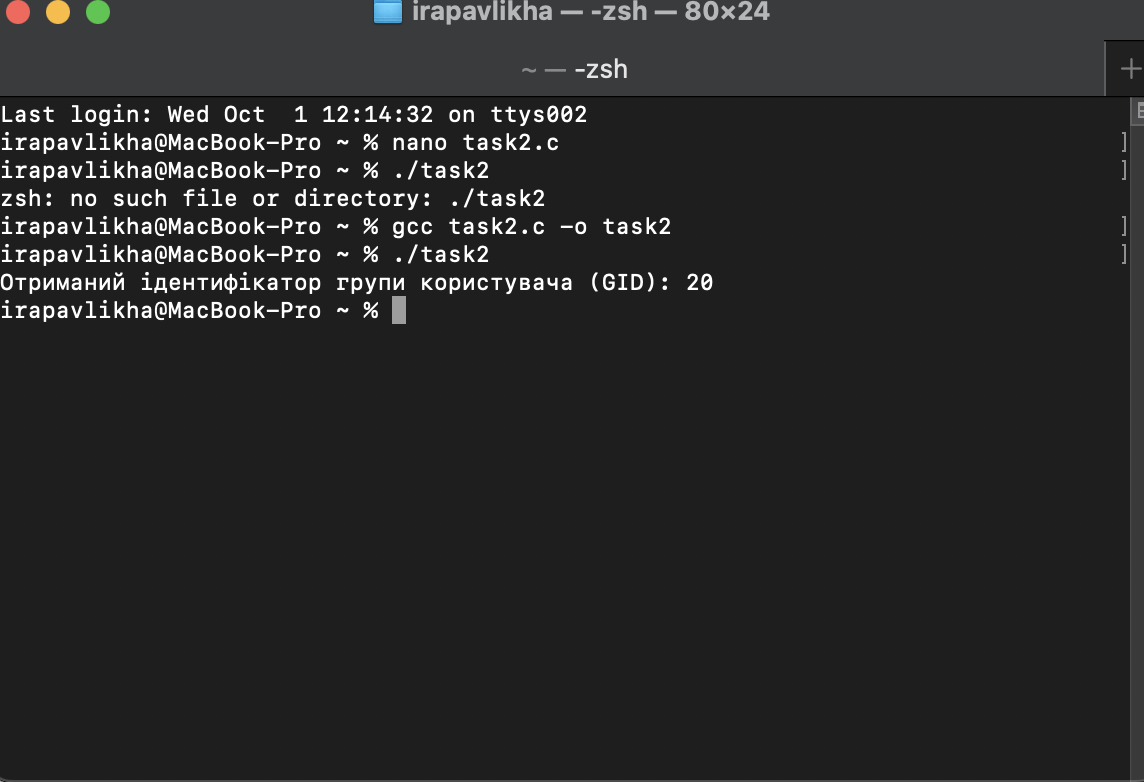 irapavlikha — -zsh — 80×24
~ — -zsh
Last login: Wed Oct  1 12:14:32 on ttys002
irapavlikha@MacBook-Pro ~ % nano task2.c
irapavlikha@MacBook-Pro ~ % ./task2
zsh: no such file or directory: ./task2
irapavlikha@MacBook-Pro ~ % gcc task2.c -o task2
irapavlikha@MacBook-Pro ~ % ./task2
Отриманий ідентифікатор групи користувача (GID): 20
irapavlikha@MacBook-Pro ~ %